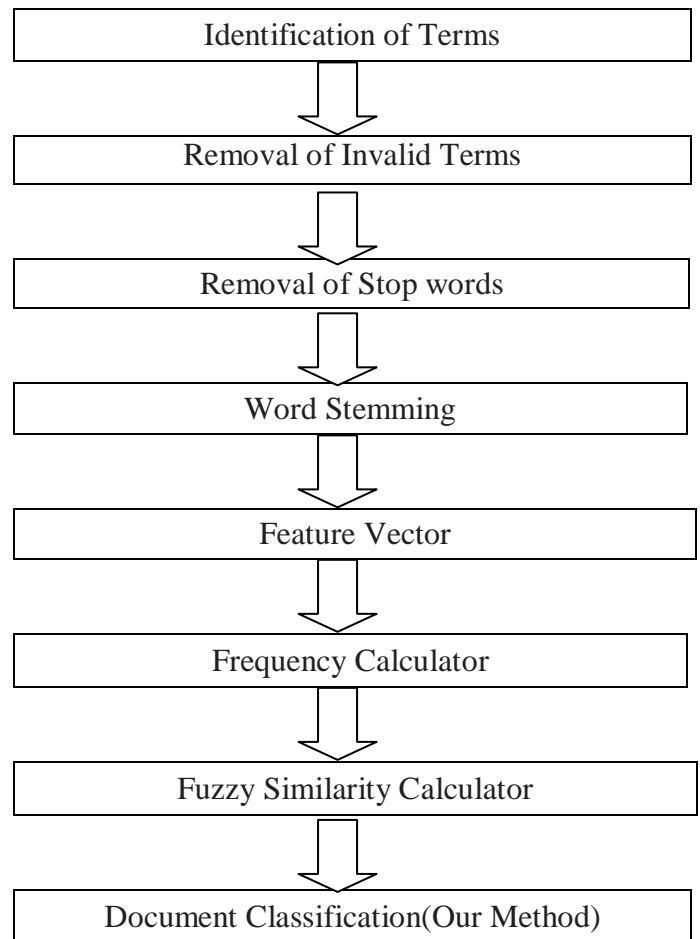 Identification of Terms
Removal of Invalid Terms
Removal of Stop words
Word Stemming
Feature Vector
Frequency Calculator
Fuzzy Similarity Calculator
Document Classification(Our Method)